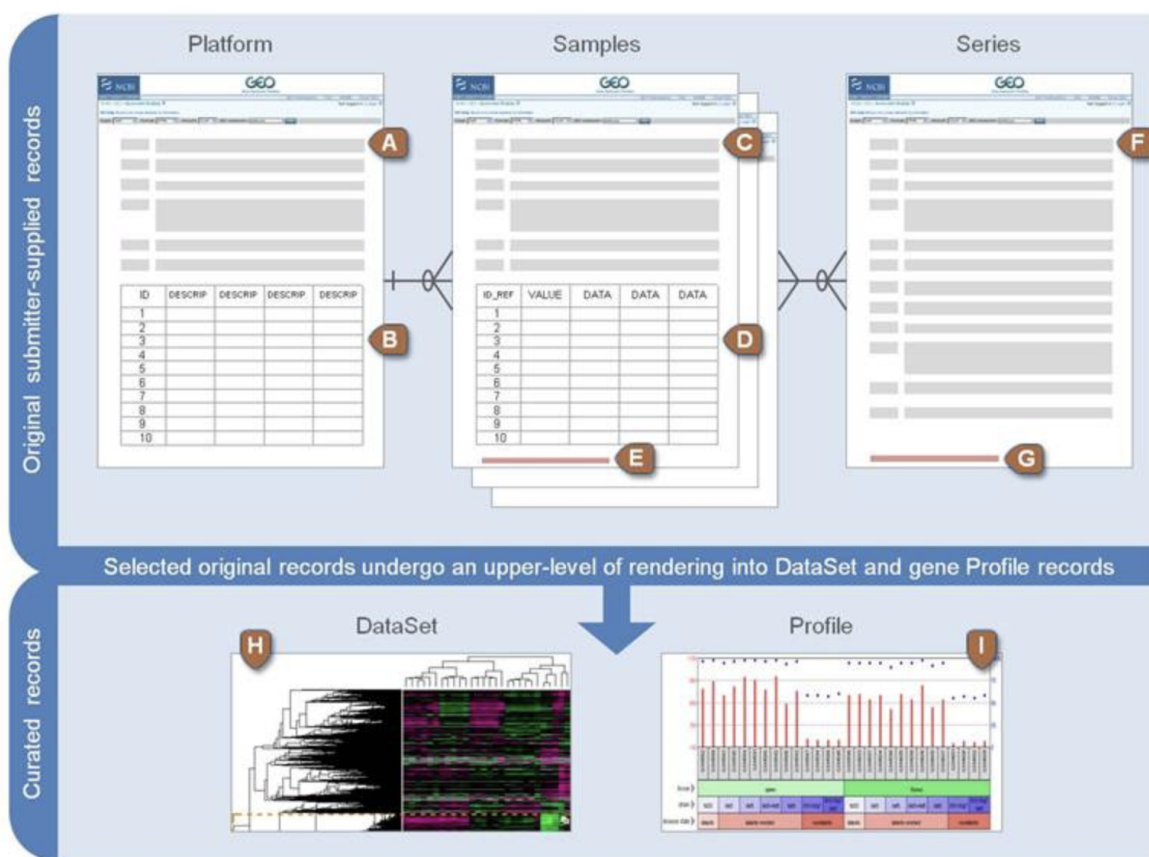 Original submitter-supplied records
Platform
Samples
Series
NCBI
GEO
NCBI
GEO
NCBI
GEO
A
C
F
ID DESCRIP DESCRIP DESCRIP DESCRIP
1
2
3
4
5
6
7
8
9
10
B
ID_REF VALUE DATA DATA DATA
1
2
3
4
5
6
7
8
9
10
D
E
G
Selected original records undergo an upper-level of rendering into DataSet and gene Profile records
Curated records
DataSet
Profile
H
I